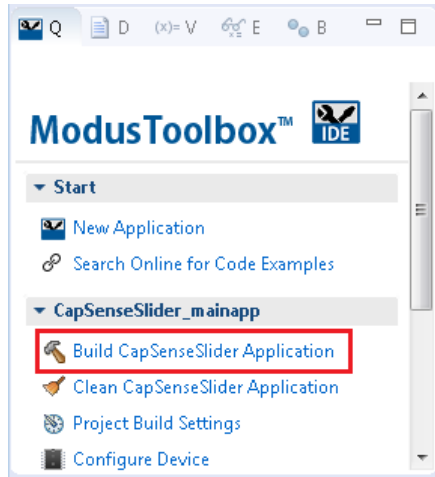 Q D (x)= V E B
ModusToolbox™ IDE
Start
New Application
Search Online for Code Examples
CapSenseSlider_mainapp
Build CapSenseSlider Application
Clean CapSenseSlider Application
Project Build Settings
Configure Device